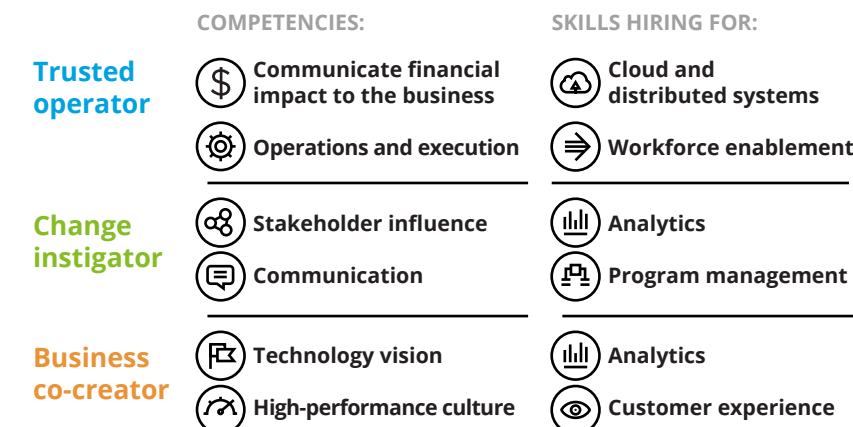 COMPETENCIES: SKILLS HIRING FOR:
Trusted
operator
Communicate financial
impact to the business
Cloud and
distributed systems
Operations and execution
Workforce enablement
Change
instigator
Stakeholder influence
Analytics
Communication
Program management
Business
co-creator
Technology vision
Analytics
High-performance culture
Customer experience